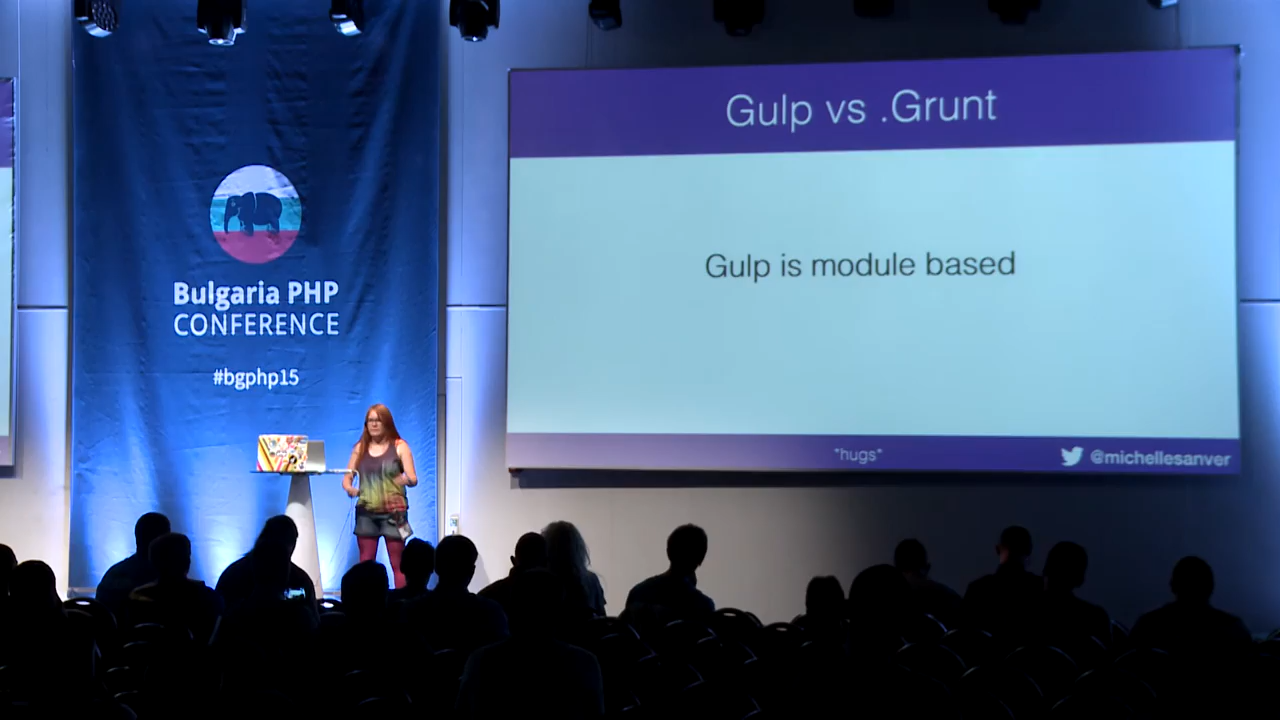 Bulgaria PHP
CONFERENCE
#bgphp15
Gulp vs .Grunt
Gulp is module based
*hugs*
@michellesanver